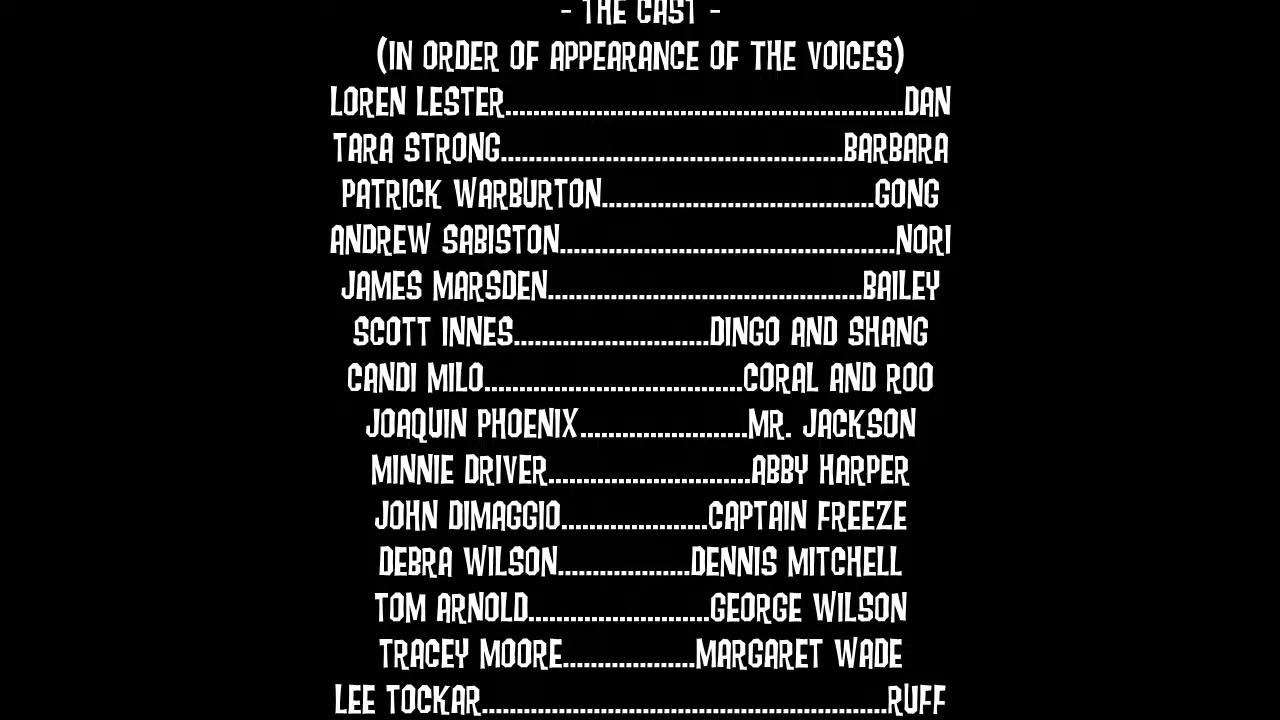 - THE CAST -
(IN ORDER OF APPEARANCE OF THE VOICES)
LOREN LESTER.........................................................DAN
TARA STRONG.................................................BARBARA
PATRICK WARBURTON.......................................GONG
ANDREW SABISTON................................................NORI
JAMES MARSDEN.............................................BAILEY
SCOTT INNES............................DINGO AND SHANG
CANDI MILO.....................................CORAL AND ROO
JOAQUIN PHOENIX........................MR. JACKSON
MINNIE DRIVER.............................ABBY HARPER
JOHN DIMAGGIO.....................CAPTAIN FREEZE
DEBRA WILSON...................DENNIS MITCHELL
TOM ARNOLD..........................GEORGE WILSON
TRACEY MOORE...................MARGARET WADE
LEE TOCKAR..........................................................RUFF